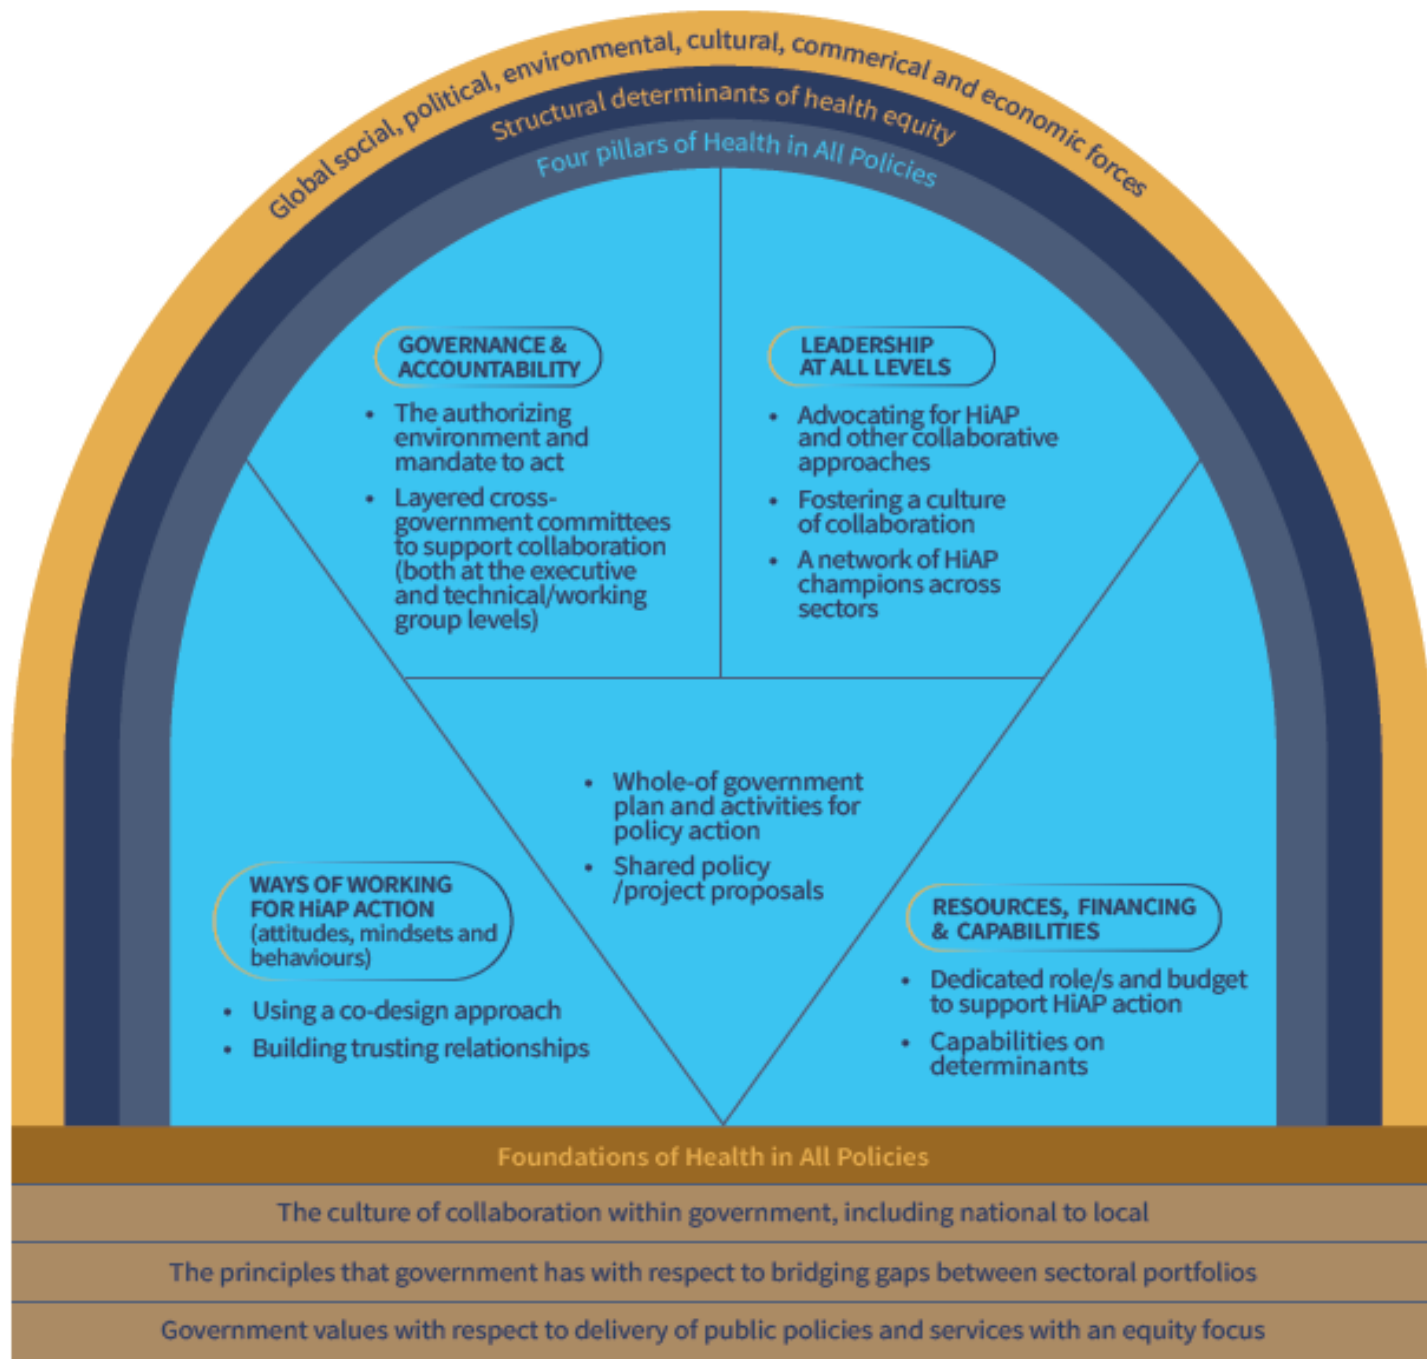 Global social, political, environmental, cultural, commerical and economic forces
Structural determinants of health equity
Four pillars of Health in All Policies
GOVERNANCE &
ACCOUNTABILITY
• The authorizing
environment and
mandate to act
• Layered cross-
government committees
to support collaboration
(both at the executive
and technical/working
group levels)
LEADERSHIP
AT ALL LEVELS
• Advocating for HiAP
and other collaborative
approaches
• Fostering a culture
of collaboration
• A network of HiAP
champions across
sectors
• Whole-of government
plan and activities for
policy action
• Shared policy
/project proposals
WAYS OF WORKING
FOR HiAP ACTION
(attitudes, mindsets and
behaviours)
• Using a co-design approach
• Building trusting relationships
RESOURCES, FINANCING
& CAPABILITIES
• Dedicated role/s and budget
to support HiAP action
• Capabilities on
determinants
Foundations of Health in All Policies
The culture of collaboration within government, including national to local
The principles that government has with respect to bridging gaps between sectoral portfolios
Government values with respect to delivery of public policies and services with an equity focus